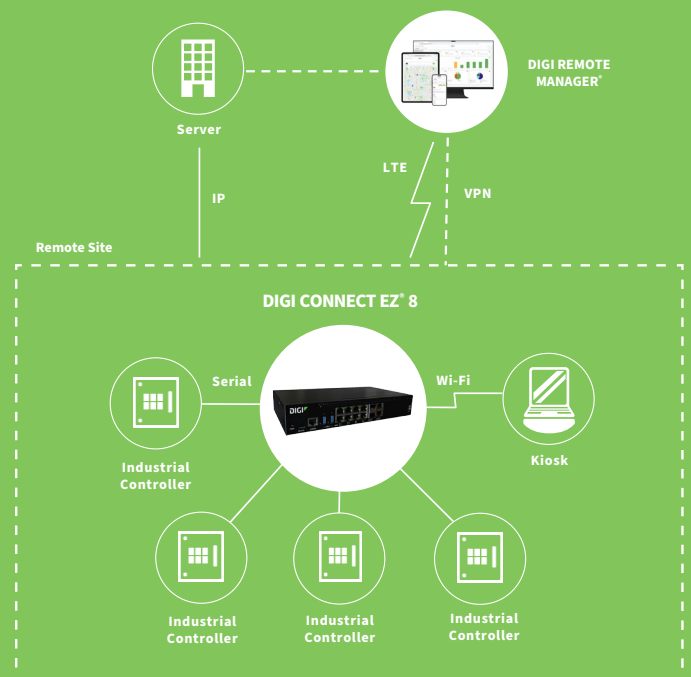 DIGI REMOTE
MANAGER®
Server
LTE
VPN
IP
Remote Site
DIGI CONNECT EZ® 8
Serial
Wi-Fi
DIGI
Industrial
Controller
Kiosk
Industrial
Controller
Industrial
Controller
Industrial
Controller